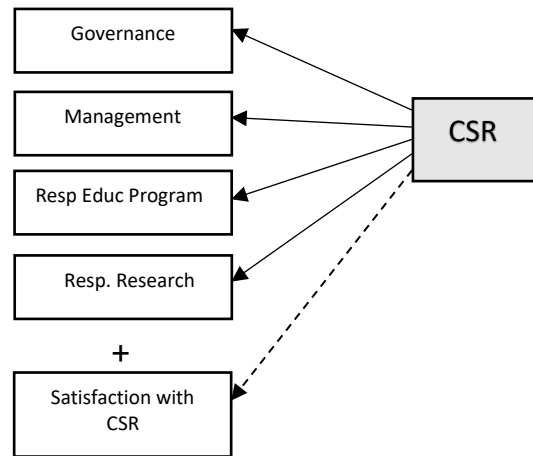 Governance
Management
CSR
Resp Educ Program
Resp. Research
+
Satisfaction with
CSR